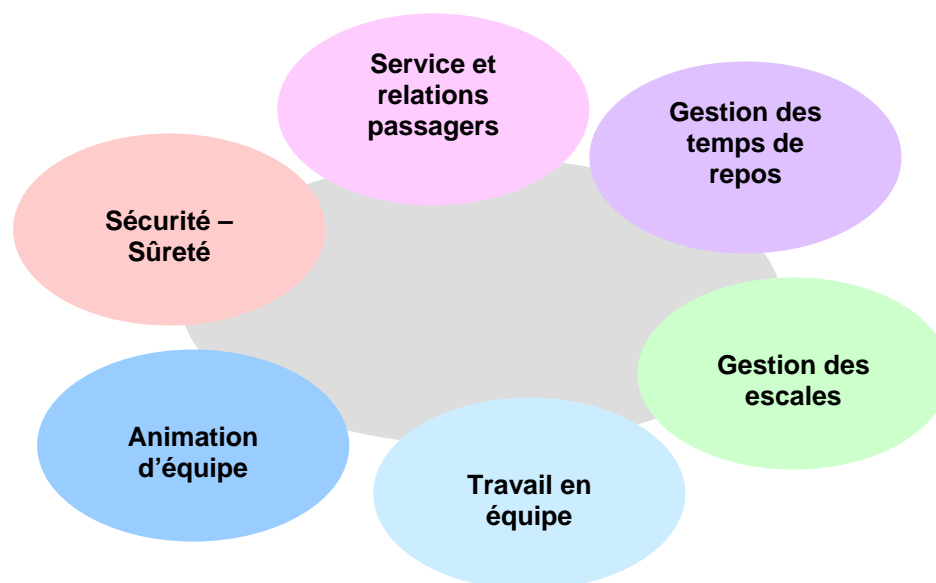 Service et
relations
passagers
Gestion des
temps de
repos
Sécurité –
Sûreté
Gestion des
escales
Animation
d’équipe
Travail en
équipe